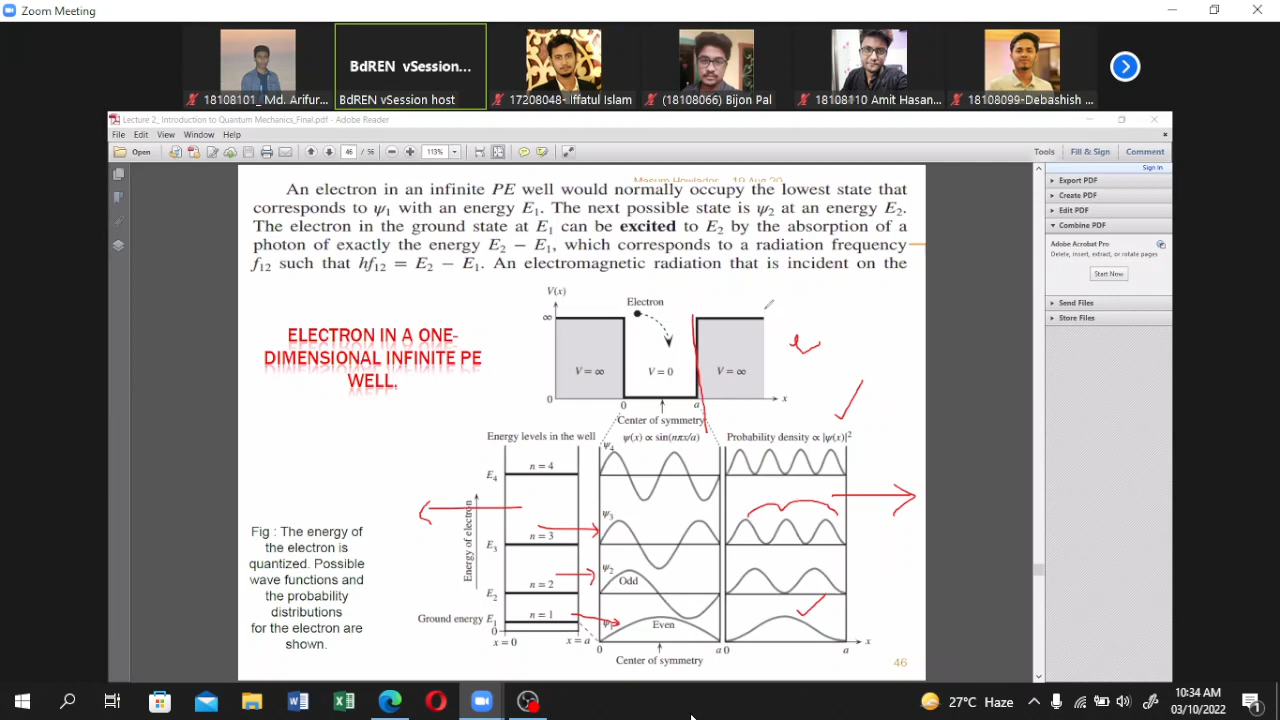 Zoom Meeting
BdREN vSession...
18108101_ Md. Arifur...
BdREN vSession host
17208048- Iffatul Islam
(18108066) Bijon Pal
18108110 Amit Hasan...
18108099-Debashish ...
Lecture 2_ Introduction to Quantum Mechanics_Final.pdf - Adobe Reader
File Edit View Window Help
Open 46 / 56 113% Tools Fill & Sign Comment
Sign In
Export PDF
Create PDF
Edit PDF
Combine PDF
Adobe Acrobat Pro
Delete, insert, extract, or rotate pages
Start Now
Send Files
Store Files
Masum Howlader 19 Aug 20
An electron in an infinite PE well would normally occupy the lowest state that
corresponds to ψ₁ with an energy E₁. The next possible state is ψ₂ at an energy E₂.
The electron in the ground state at E₁ can be excited to E₂ by the absorption of a
photon of exactly the energy E₂ − E₁, which corresponds to a radiation frequency
f₁₂ such that hf₁₂ = E₂ − E₁. An electromagnetic radiation that is incident on the
ELECTRON IN A ONE-
DIMENSIONAL INFINITE PE
WELL.
V(x)
Electron
∞
V = ∞ V = 0 V = ∞
0
0 a x
Center of symmetry
Energy levels in the well
ψ(x) ∝ sin(nπx/a)
Probability density ∝ |ψ(x)|²
ψ₄
n = 4
E₄
ψ₃
n = 3
E₃
Energy of electron
ψ₂
Odd
n = 2
E₂
n = 1
Ground energy E₁
ψ₁
Even
0
x = 0 x = a
0 a 0 a x
Center of symmetry
Fig : The energy of
the electron is
quantized. Possible
wave functions and
the probability
distributions
for the electron are
shown.
46
27°C Haze
10:34 AM
03/10/2022
1